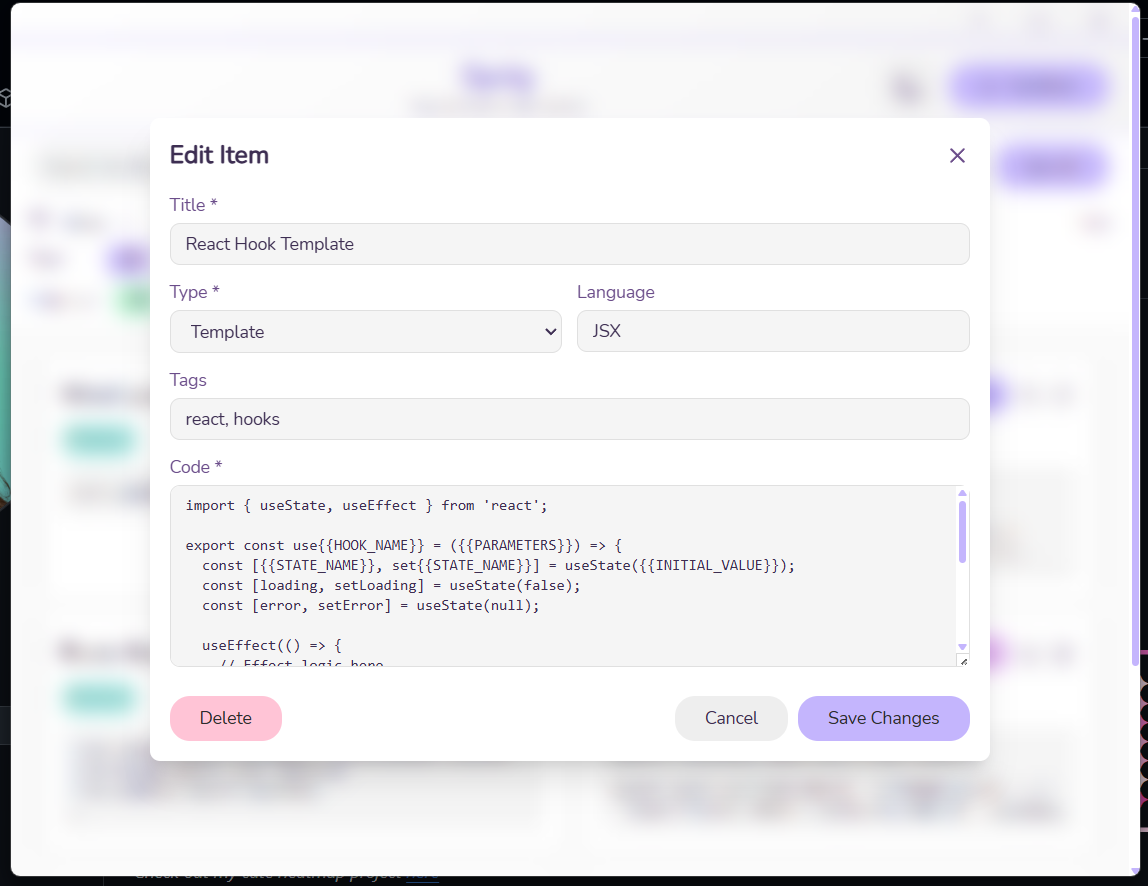 Edit Item
Title *
React Hook Template
Type *
Language
Template
JSX
Tags
react, hooks
Code *
import { useState, useEffect } from 'react';
export const use{{HOOK_NAME}} = ({{PARAMETERS}}) => {
const [{{STATE_NAME}}, set{{STATE_NAME}}] = useState({{INITIAL_VALUE}});
const [loading, setLoading] = useState(false);
const [error, setError] = useState(null);
useEffect(() => {
// Effect logic here
Delete
Cancel
Save Changes
Check out my cute heatmap project here